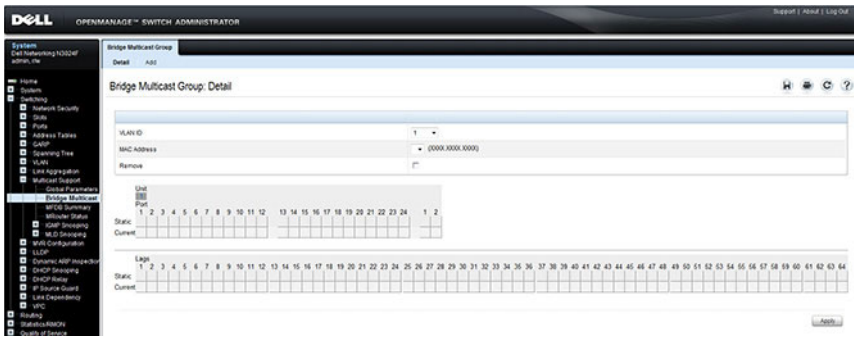 DELL OPENMANAGE™ SWITCH ADMINISTRATOR
Support | About | Log Out
System
Dell Networking N3024F
admin, r/w
Home
System
Switching
Network Security
Slots
Ports
Address Tables
GARP
Spanning Tree
VLAN
Link Aggregation
Multicast Support
Global Parameters
Bridge Multicast
MFDB Summary
MRouter Status
IGMP Snooping
MLD Snooping
MVR Configuration
LLDP
Dynamic ARP Inspection
DHCP Snooping
DHCP Relay
IP Source Guard
Link Dependency
VPC
Routing
Statistics/RMON
Quality of Service
Bridge Multicast Group
Detail Add
Bridge Multicast Group: Detail
VLAN ID 1
MAC Address (XXXX.XXXX.XXXX)
Remove
Unit
Port
1 2 3 4 5 6 7 8 9 10 11 12 13 14 15 16 17 18 19 20 21 22 23 24 1 2
Static
Current
Lags
1 2 3 4 5 6 7 8 9 10 11 12 13 14 15 16 17 18 19 20 21 22 23 24 25 26 27 28 29 30 31 32 33 34 35 36 37 38 39 40 41 42 43 44 45 46 47 48 49 50 51 52 53 54 55 56 57 58 59 60 61 62 63 64
Static
Current
Apply